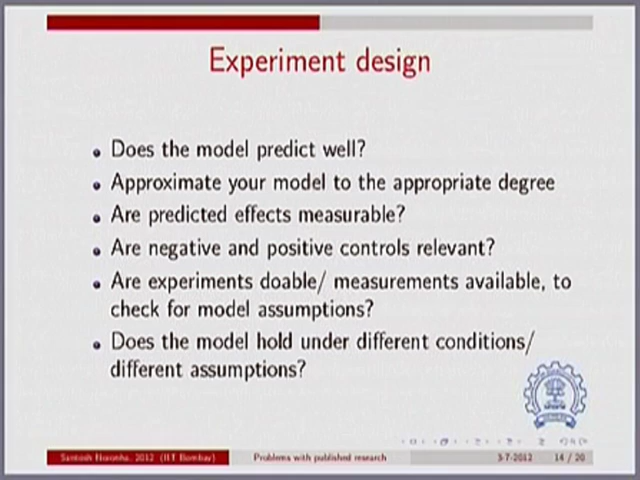 Experiment design
Does the model predict well?
Approximate your model to the appropriate degree
Are predicted effects measurable?
Are negative and positive controls relevant?
Are experiments doable/ measurements available, to
check for model assumptions?
Does the model hold under different conditions/
different assumptions?
Santosh Noronha, 2012 (IIT Bombay) Problems with published research 3-7-2012 14 / 20